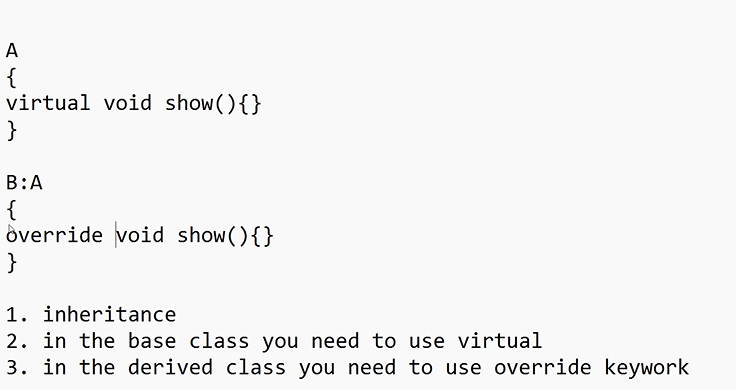 A
{
virtual void show(){}
}
B:A
{
override void show(){}
}
1. inheritance
2. in the base class you need to use virtual
3. in the derived class you need to use override keywork